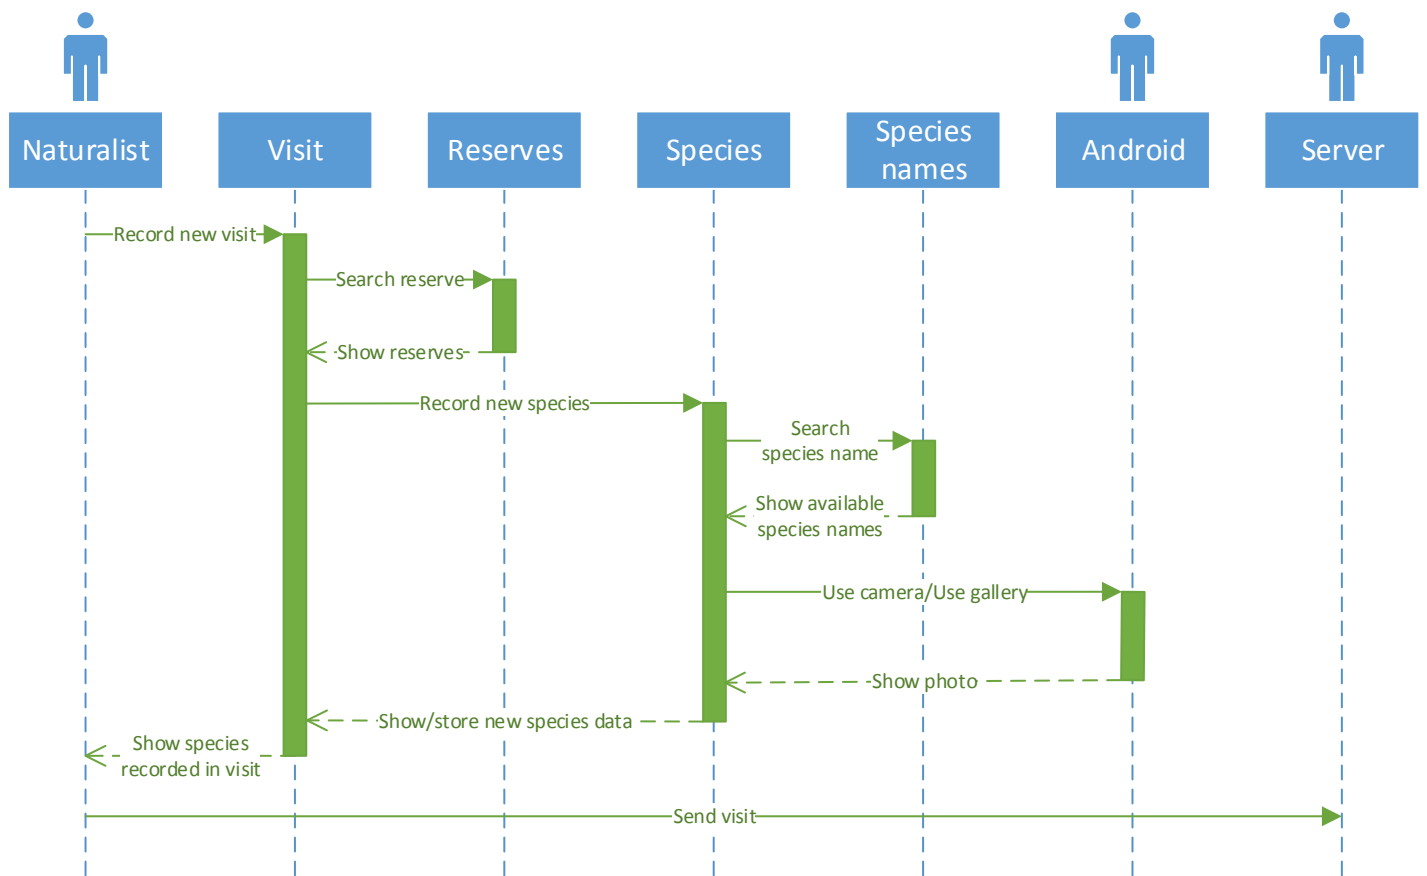 Naturalist
Visit
Reserves
Species
Species
names
Android
Server
Record new visit
Search reserve
Show reserves
Record new species
Search
species name
Show available
species names
Use camera/Use gallery
Show photo
Show/store new species data
Show species
recorded in visit
Send visit